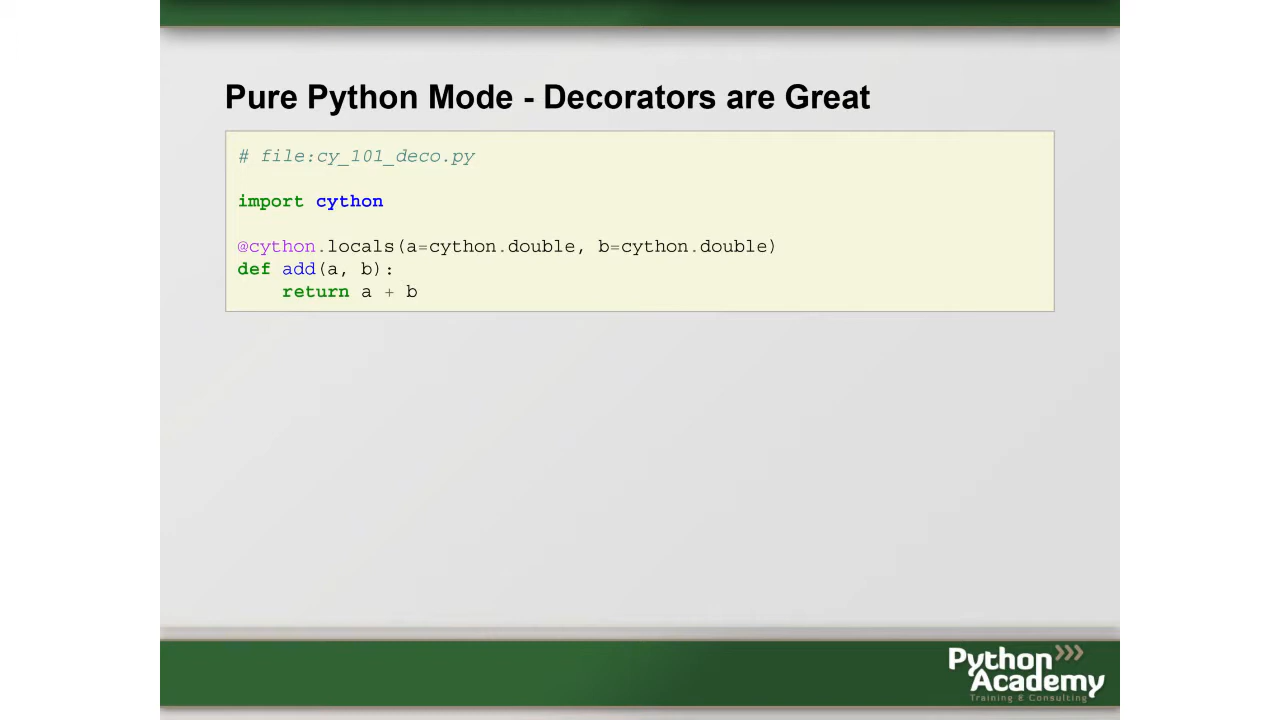 Pure Python Mode - Decorators are Great
# file:cy_101_deco.py
import cython
@cython.locals(a=cython.double, b=cython.double)
def add(a, b):
    return a + b
Python
Academy
Training & Consulting